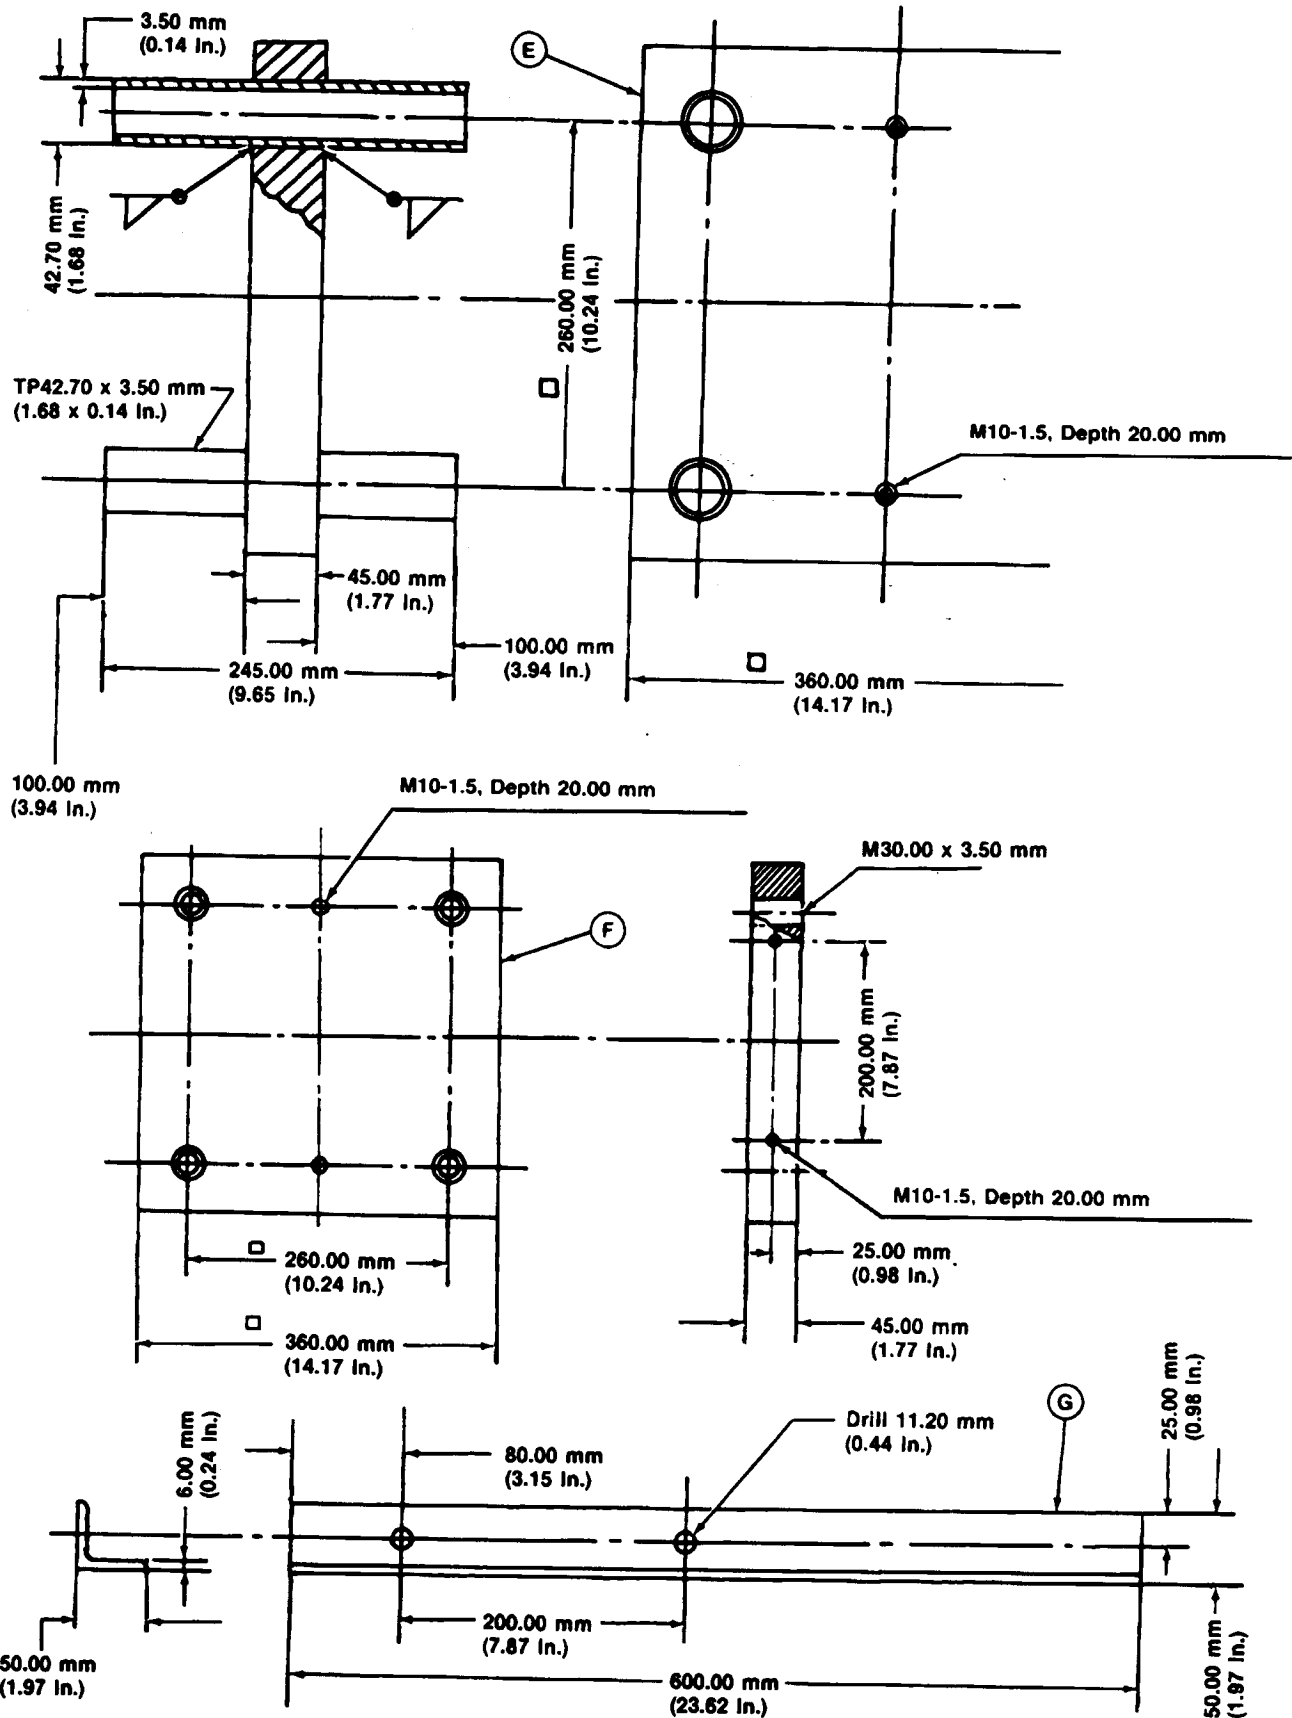 3.50 mm
(0.14 In.)
E
42.70 mm
(1.68 In.)
260.00 mm
(10.24 In.)
TP42.70 x 3.50 mm
(1.68 x 0.14 In.)
M10-1.5, Depth 20.00 mm
45.00 mm
(1.77 In.)
100.00 mm
(3.94 In.)
245.00 mm
(9.65 In.)
360.00 mm
(14.17 In.)
100.00 mm
(3.94 In.)
M10-1.5, Depth 20.00 mm
M30.00 x 3.50 mm
F
200.00 mm
(7.87 In.)
M10-1.5, Depth 20.00 mm
260.00 mm
(10.24 In.)
25.00 mm
(0.98 In.)
360.00 mm
(14.17 In.)
45.00 mm
(1.77 In.)
6.00 mm
(0.24 In.)
80.00 mm
(3.15 In.)
Drill 11.20 mm
(0.44 In.)
G
25.00 mm
(0.98 In.)
200.00 mm
(7.87 In.)
50.00 mm
(1.97 In.)
600.00 mm
(23.62 In.)
50.00 mm
(1.97 In.)